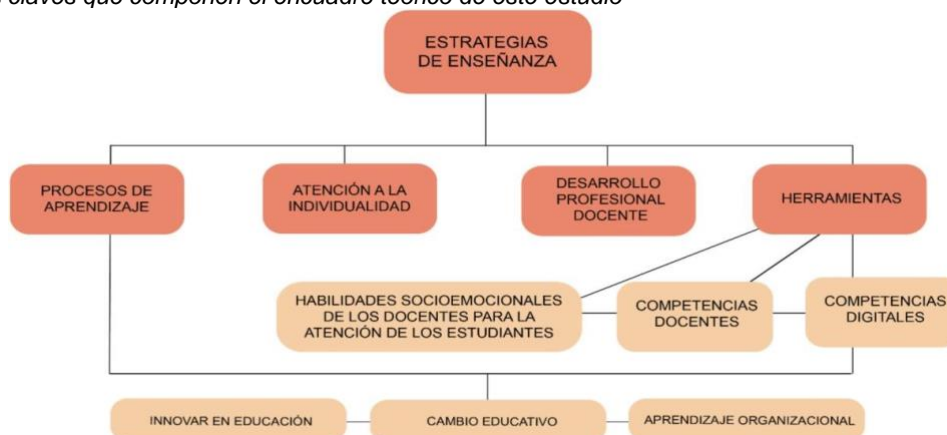 claves que componen el encuadre teórico de este estudio
ESTRATEGIAS
DE ENSEÑANZA
PROCESOS DE
APRENDIZAJE
ATENCIÓN A LA
INDIVIDUALIDAD
DESARROLLO
PROFESIONAL
DOCENTE
HERRAMIENTAS
HABILIDADES SOCIOEMOCIONALES
DE LOS DOCENTES PARA LA
ATENCIÓN DE LOS ESTUDIANTES
COMPETENCIAS
DOCENTES
COMPETENCIAS
DIGITALES
INNOVAR EN EDUCACIÓN
CAMBIO EDUCATIVO
APRENDIZAJE ORGANIZACIONAL